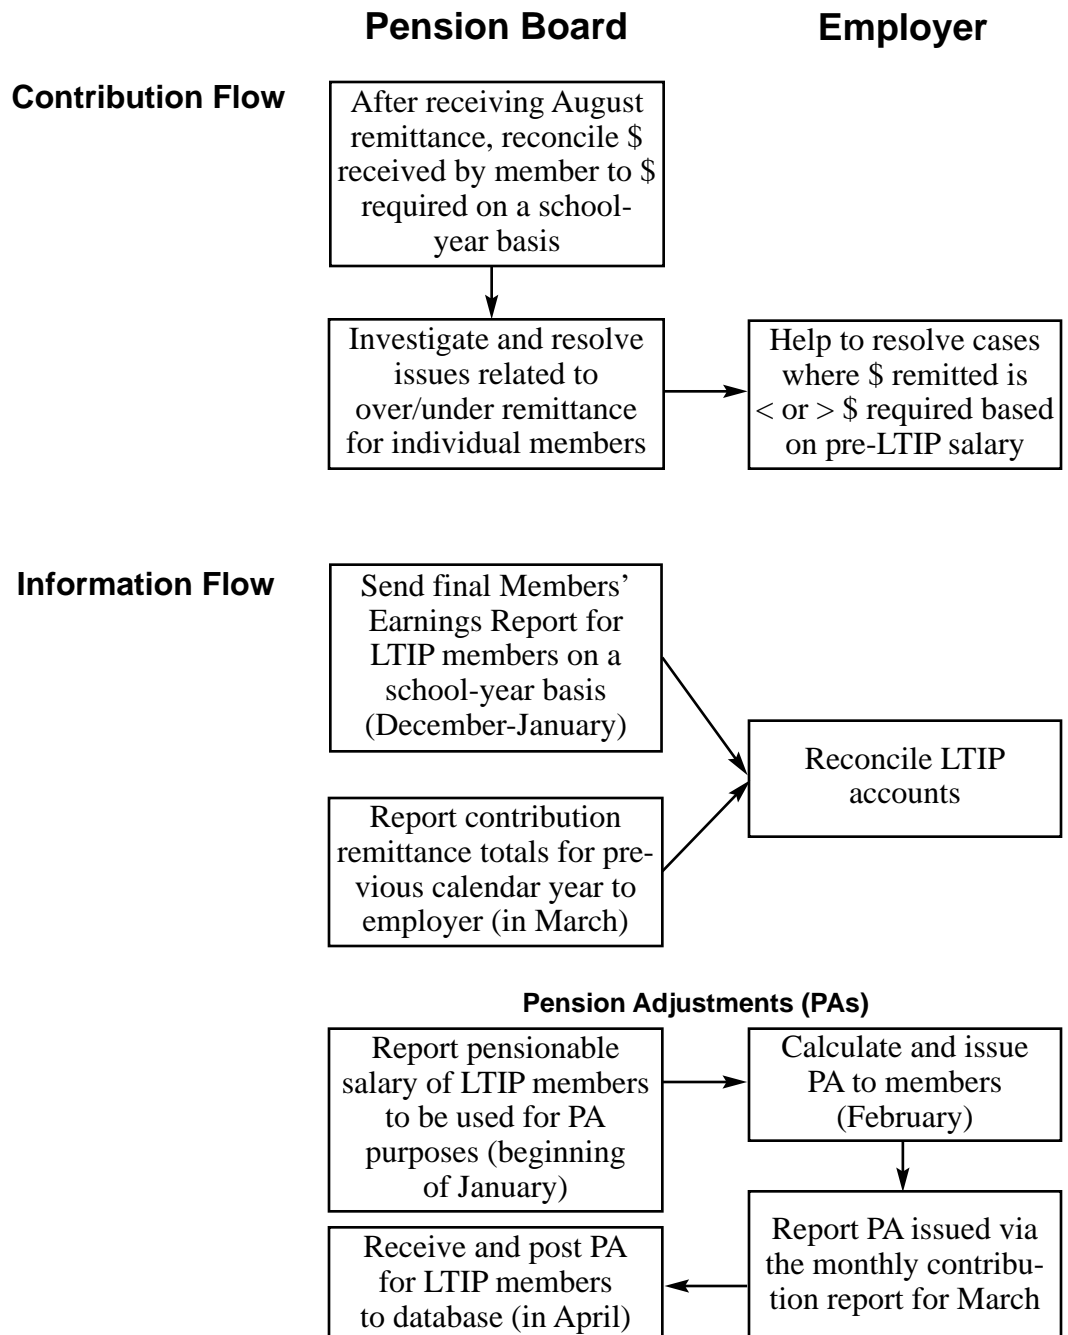 Pension Board
Employer
Contribution Flow
After receiving August
remittance, reconcile $
received by member to $
required on a school-
year basis
Investigate and resolve
issues related to
over/under remittance
for individual members
Help to resolve cases
where $ remitted is
< or > $ required based
on pre-LTIP salary
Information Flow
Send final Members’
Earnings Report for
LTIP members on a
school-year basis
(December-January)
Reconcile LTIP
accounts
Report contribution
remittance totals for pre-
vious calendar year to
employer (in March)
Pension Adjustments (PAs)
Report pensionable
salary of LTIP members
to be used for PA
purposes (beginning
of January)
Calculate and issue
PA to members
(February)
Report PA issued via
the monthly contribu-
tion report for March
Receive and post PA
for LTIP members
to database (in April)